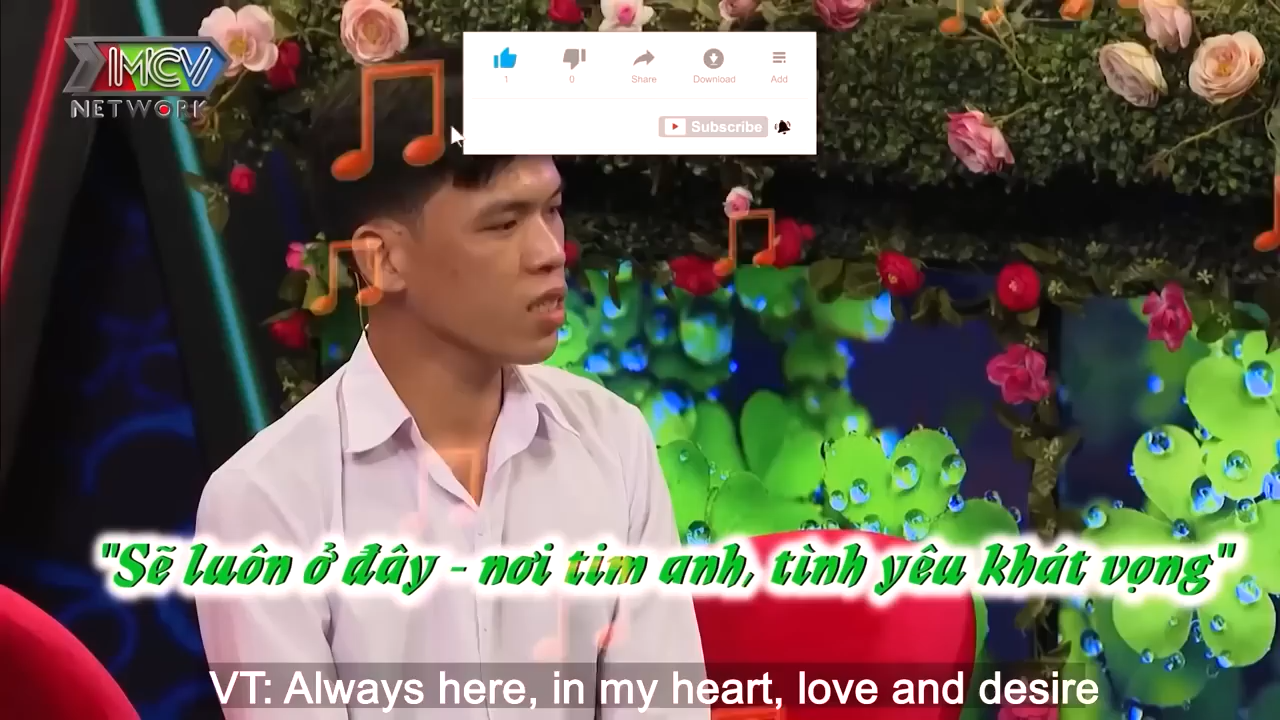 MCV
NETWORK
1
0
Share
Download
Add
Subscribe
"Sẽ luôn ở đây - nơi tim anh, tình yêu khát vọng"
VT: Always here, in my heart, love and desire